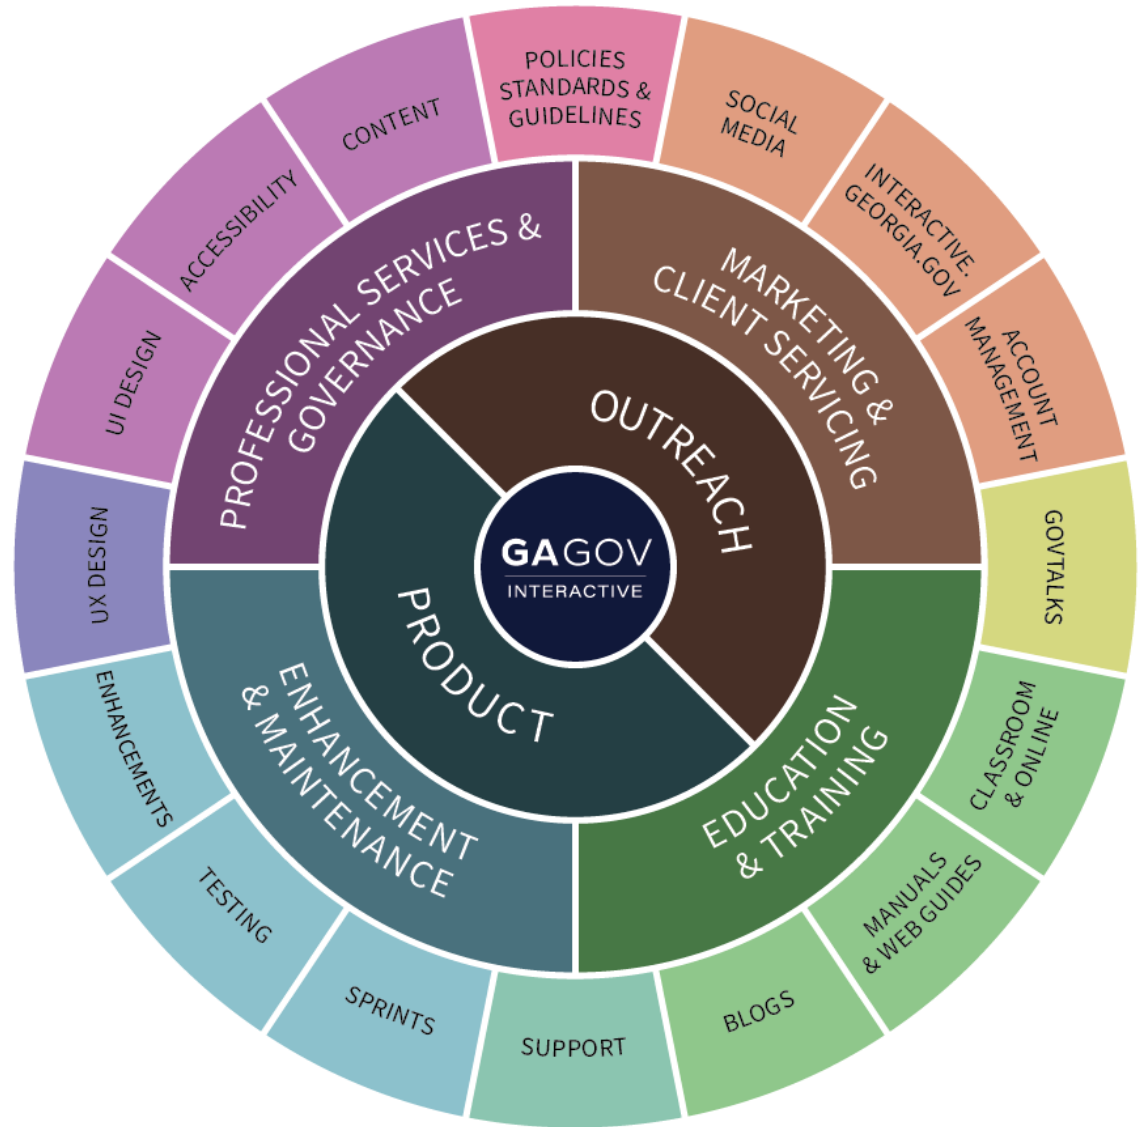 POLICIES
STANDARDS &
GUIDELINES
SOCIAL
MEDIA
INTERACTIVE.
GEORGIA.GOV
ACCOUNT
MANAGEMENT
GOVTALKS
CLASSROOM
& ONLINE
MANUALS
& WEB GUIDES
BLOGS
SUPPORT
SPRINTS
TESTING
ENHANCEMENTS
UX DESIGN
UI DESIGN
ACCESSIBILITY
CONTENT
PROFESSIONAL SERVICES &
GOVERNANCE
MARKETING &
CLIENT SERVICING
EDUCATION
& TRAINING
ENHANCEMENT
& MAINTENANCE
OUTREACH
PRODUCT
GAGOV
INTERACTIVE